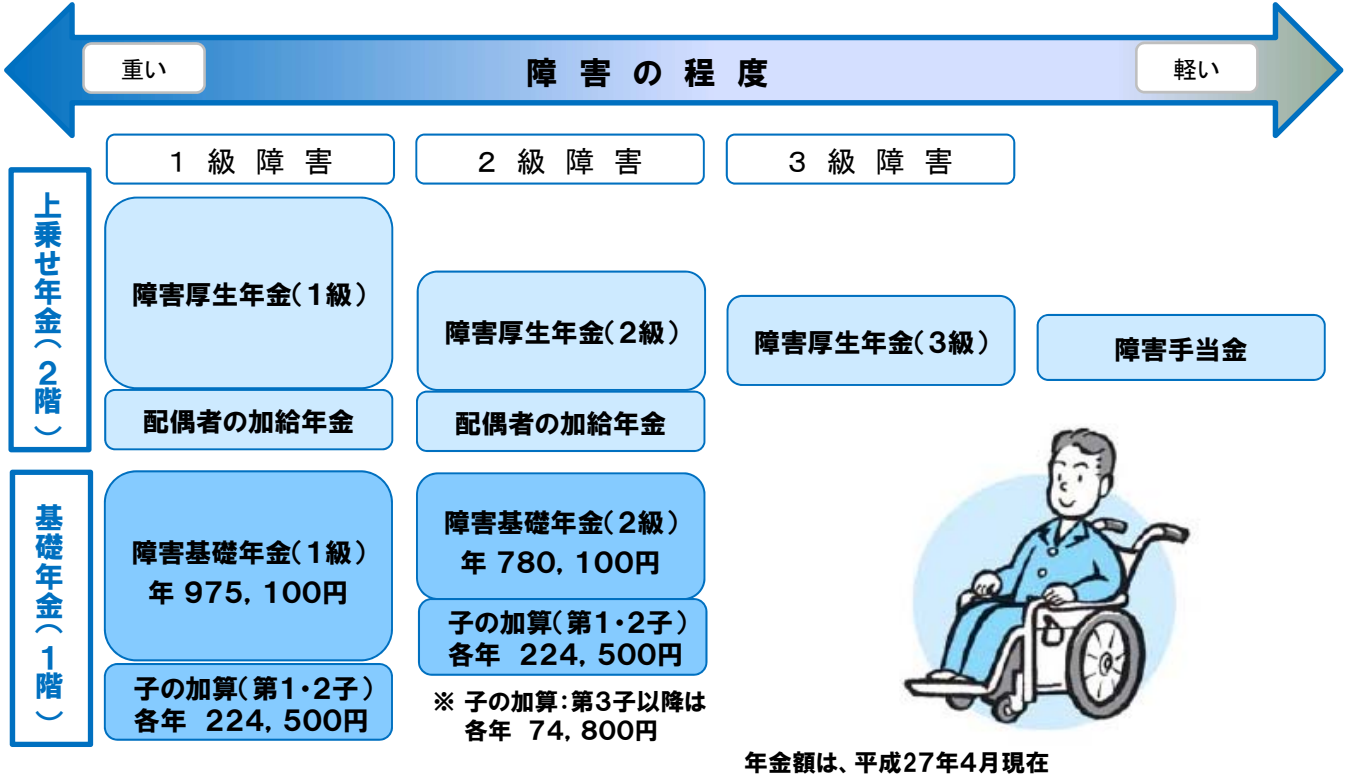 重い
障害の程度
軽い
1級障害
2級障害
3級障害
上乗せ年金(2階)
障害厚生年金(1級)
障害厚生年金(2級)
障害厚生年金(3級)
障害手当金
配偶者の加給年金
配偶者の加給年金
基礎年金(1階)
障害基礎年金(1級)
年 975,100円
障害基礎年金(2級)
年 780,100円
子の加算(第1・2子)
各年 224,500円
子の加算(第1・2子)
各年 224,500円
※ 子の加算:第3子以降は
各年 74,800円
年金額は、平成27年4月現在